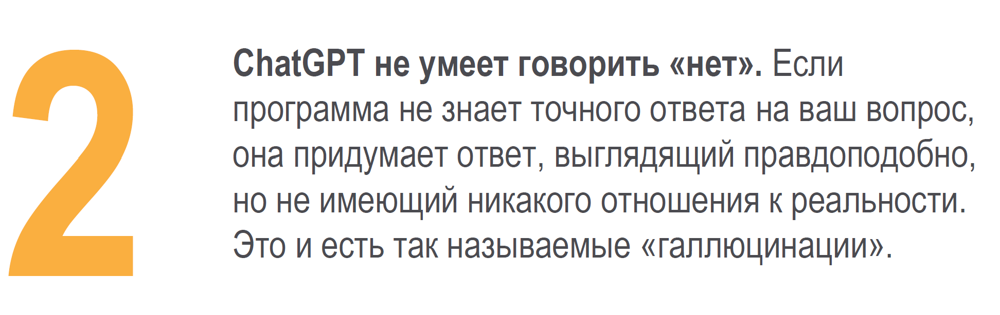 2
ChatGPT не умеет говорить «нет». Если
программа не знает точного ответа на ваш вопрос,
она придумает ответ, выглядящий правдоподобно,
но не имеющий никакого отношения к реальности.
Это и есть так называемые «галлюцинации».